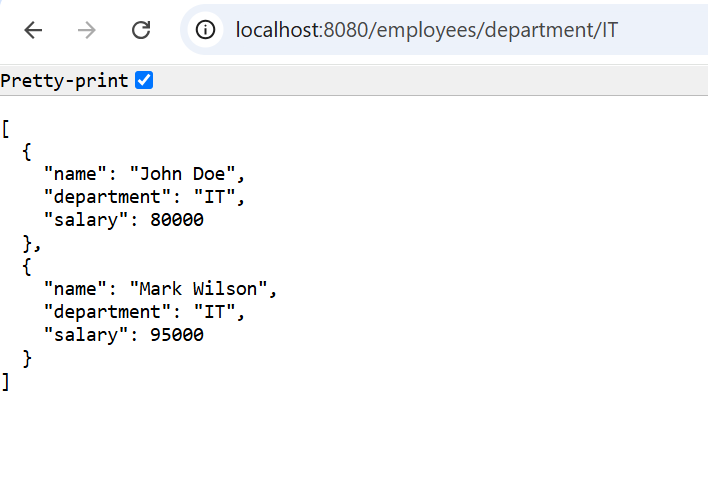 localhost:8080/employees/department/IT
Pretty-print
[
  {
    "name": "John Doe",
    "department": "IT",
    "salary": 80000
  },
  {
    "name": "Mark Wilson",
    "department": "IT",
    "salary": 95000
  }
]